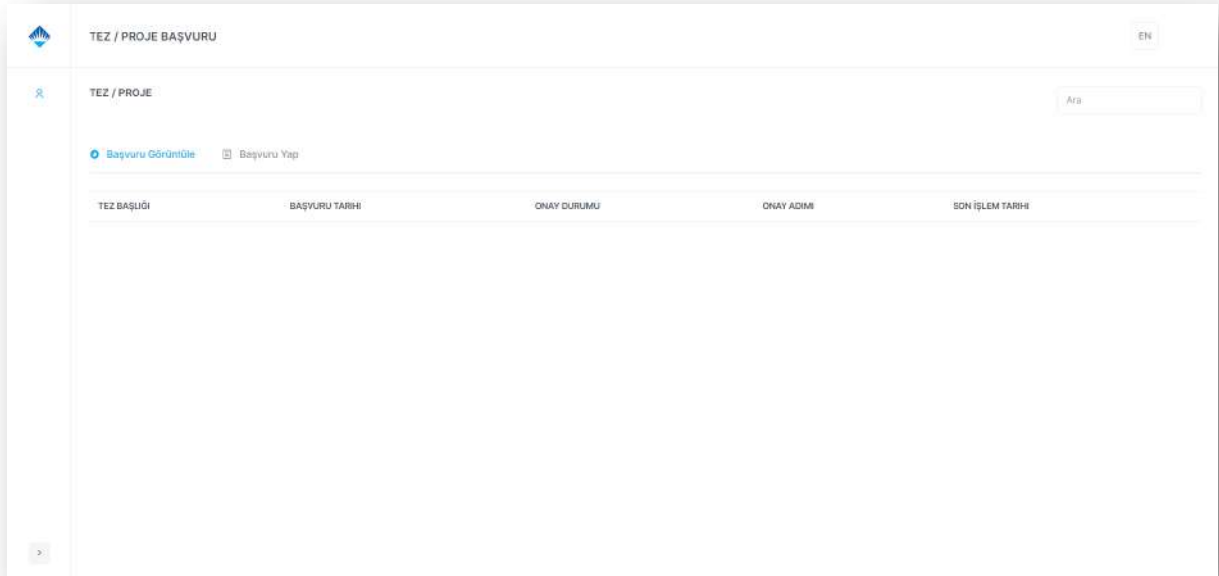 TEZ / PROJE BAŞVURU
EN
TEZ / PROJE
Ara
Başvuru Görüntüle
Başvuru Yap
TEZ BAŞLIĞI BAŞVURU TARIHI ONAY DURUMU ONAY ADIMI SON İŞLEM TARIHI